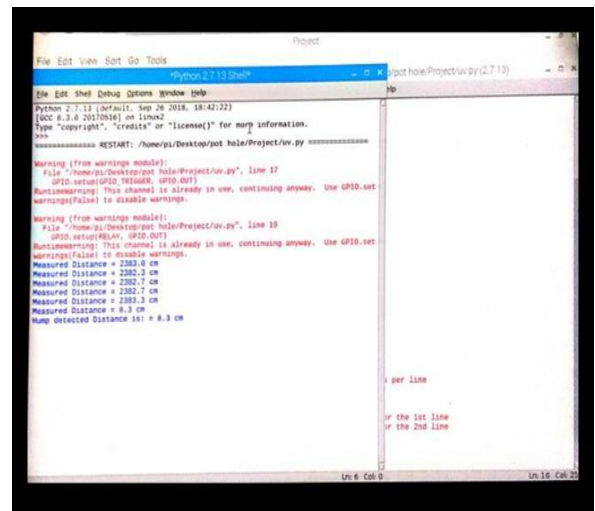 Project
File Edit View Sort Go Tools
*Python 2.7.13 Shell*
File Edit Shell Debug Options Window Help
Python 2.7.13 (default, Sep 26 2018, 18:42:22)
[GCC 6.3.0 20170516] on linux2
Type "copyright", "credits" or "license()" for more information.
>>>
============== RESTART: /home/pi/Desktop/pot hole/Project/uv.py ==============
Warning (from warnings module):
File "/home/pi/Desktop/pot hole/Project/uv.py", line 17
GPIO.setup(GPIO_TRIGGER, GPIO.OUT)
RuntimeWarning: This channel is already in use, continuing anyway. Use GPIO.set
warnings(False) to disable warnings.
Warning (from warnings module):
File "/home/pi/Desktop/pot hole/Project/uv.py", line 19
GPIO.setup(RELAY, GPIO.OUT)
RuntimeWarning: This channel is already in use, continuing anyway. Use GPIO.set
warnings(False) to disable warnings.
Measured Distance = 2383.0 cm
Measured Distance = 2382.3 cm
Measured Distance = 2382.7 cm
Measured Distance = 2382.7 cm
Measured Distance = 2383.3 cm
Measured Distance = 8.3 cm
Hump detected Distance is: = 8.3 cm
Ln: 6 Col: 0
/pot hole/Project/uv.py (2.7.13)
elp
per line
or the 1st line
or the 2nd line
Ln: 16 Col: 25